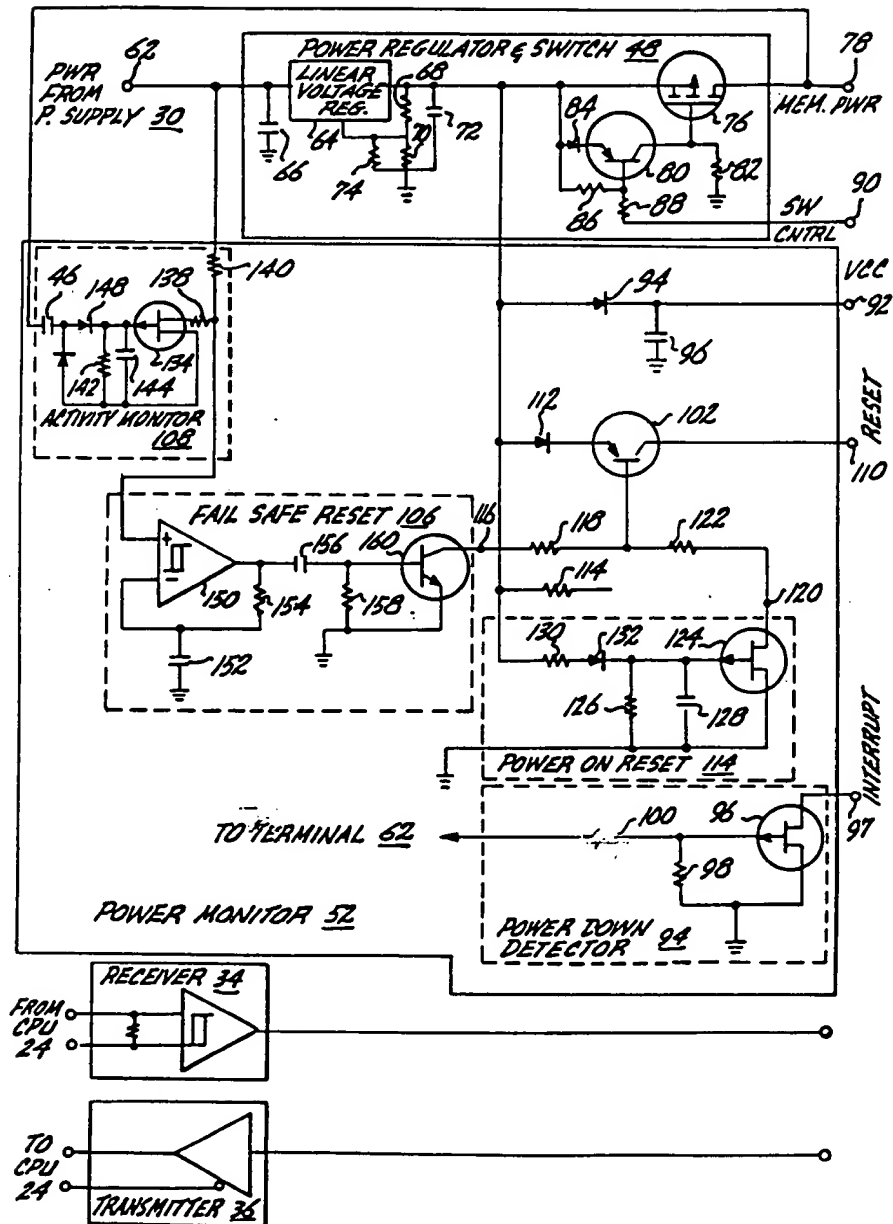 62
PWR
FROM
P. SUPPLY 30
POWER REGULATOR & SWITCH 48
LINEAR
VOLTAGE
REG.
64
66
68
70
72
74
76
78
MEM. PWR
80
82
84
86
88
90
SW
CNTRL
140
46
148
138
134
142
144
ACTIVITY MONITOR
108
94
96
VCC
92
112
102
RESET
110
FAIL SAFE RESET 106
+
-
150
152
154
156
158
160
116
118
122
114
120
130
132
124
126
128
POWER ON RESET 114
TO TERMINAL 62
100
96
98
INTERRUPT
97
POWER DOWN
DETECTOR 94
POWER MONITOR 52
RECEIVER 34
FROM
CPU
24
TO
CPU
24
TRANSMITTER 36